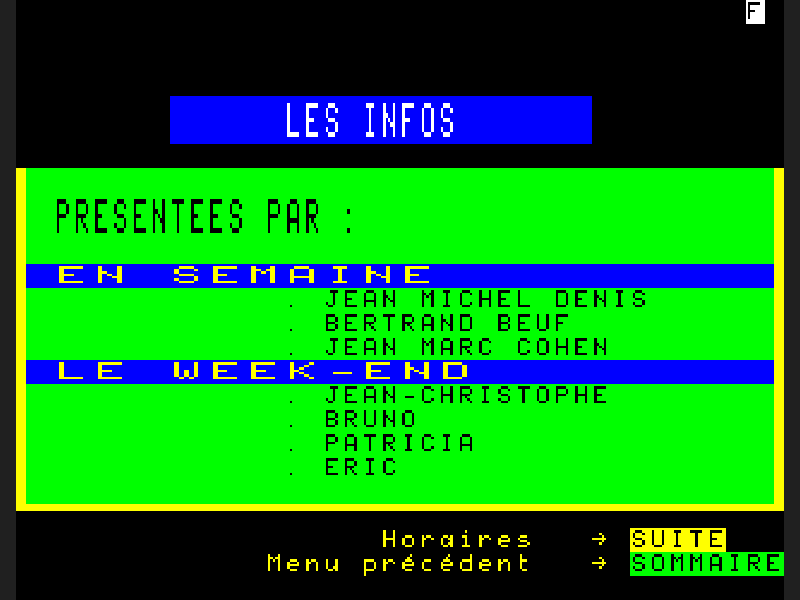 F
LES INFOS
PRESENTEES PAR :
EN SEMAINE
. JEAN MICHEL DENIS
. BERTRAND BEUF
. JEAN MARC COHEN
LE WEEK-END
. JEAN-CHRISTOPHE
. BRUNO
. PATRICIA
. ERIC
Horaires → SUITE
Menu précédent → SOMMAIRE